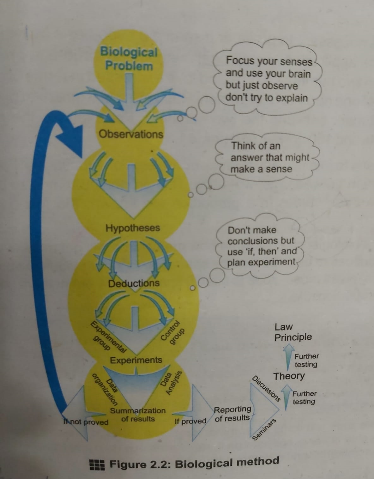 Biological
Problem
Focus your senses
and use your brain
but just observe
don't try to explain
Observations
Think of an
answer that might
make a sense
Hypotheses
Don't make
conclusions but
use 'if, then' and
plan experiment
Deductions
Experimental
group
Control
group
Experiments
Data
organization
Data
Analysis
Summarization
of results
If not proved
If proved
Reporting
of results
Discussions
Seminars
Law
Principle
Further
testing
Theory
Further
testing
Figure 2.2: Biological method